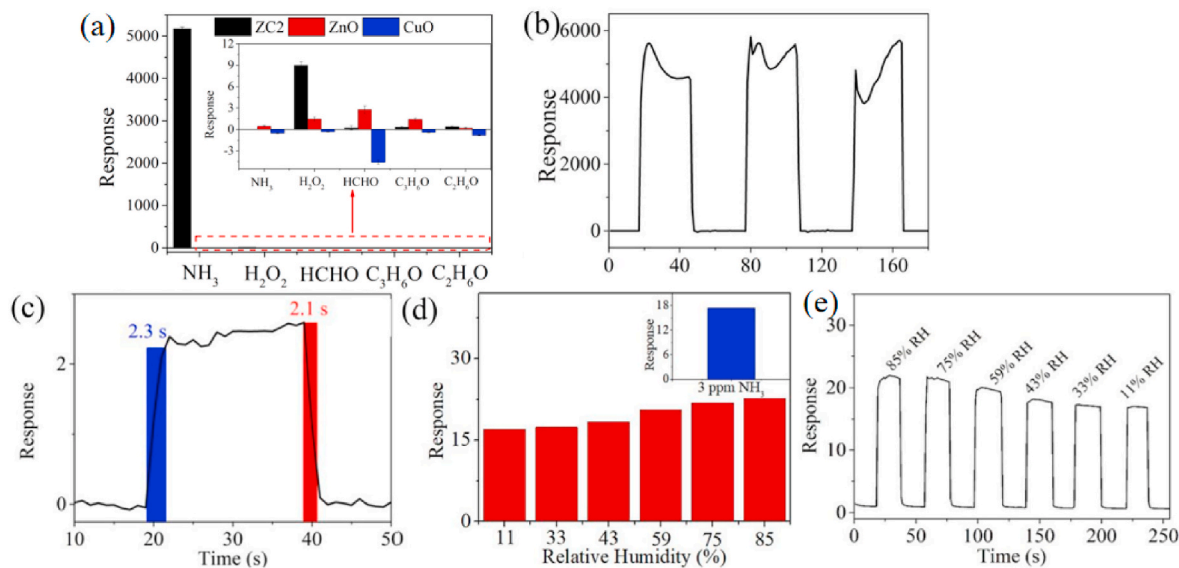 (a)
ZC2 ZnO CuO
5000
4000
3000
2000
1000
0
Response
12
9
6
3
0
-3
Response
NH3 H2O2 HCHO C3H6O C2H6O
NH3 H2O2 HCHO C3H6O C2H6O
(b)
6000
4000
2000
0
Response
0 40 80 120 160
(c)
2.3 s
2.1 s
2
0
Response
10 20 30 40 50
Time (s)
(d)
30
15
0
Response
18
12
6
0
Response
3 ppm NH3
11 33 43 59 75 85
Relative Humidity (%)
(e)
30
20
10
0
Response
85% RH
75% RH
59% RH
43% RH
33% RH
11% RH
0 50 100 150 200 250
Time (s)